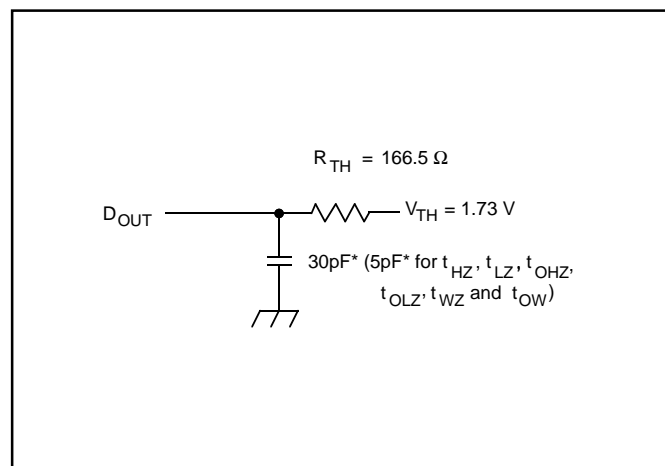 R_TH = 166.5 Ω
D_OUT
V_TH = 1.73 V
30pF* (5pF* for t_HZ, t_LZ, t_OHZ,
t_OLZ, t_WZ and t_OW)